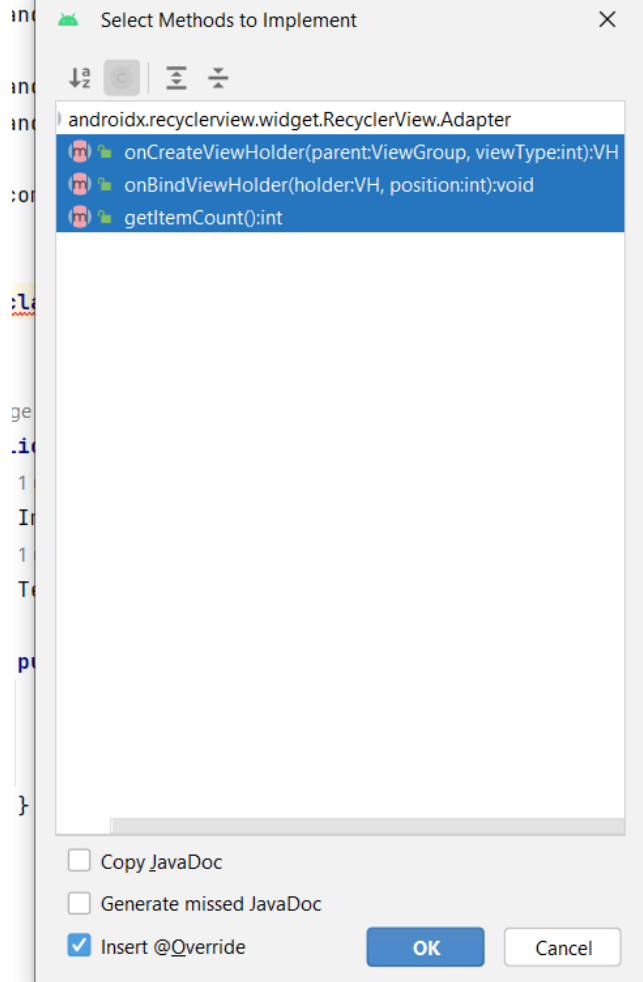 Select Methods to Implement
androidx.recyclerview.widget.RecyclerView.Adapter
onCreateViewHolder(parent:ViewGroup, viewType:int):VH
onBindViewHolder(holder:VH, position:int):void
getItemCount():int
Copy JavaDoc
Generate missed JavaDoc
Insert @Override
OK
Cancel